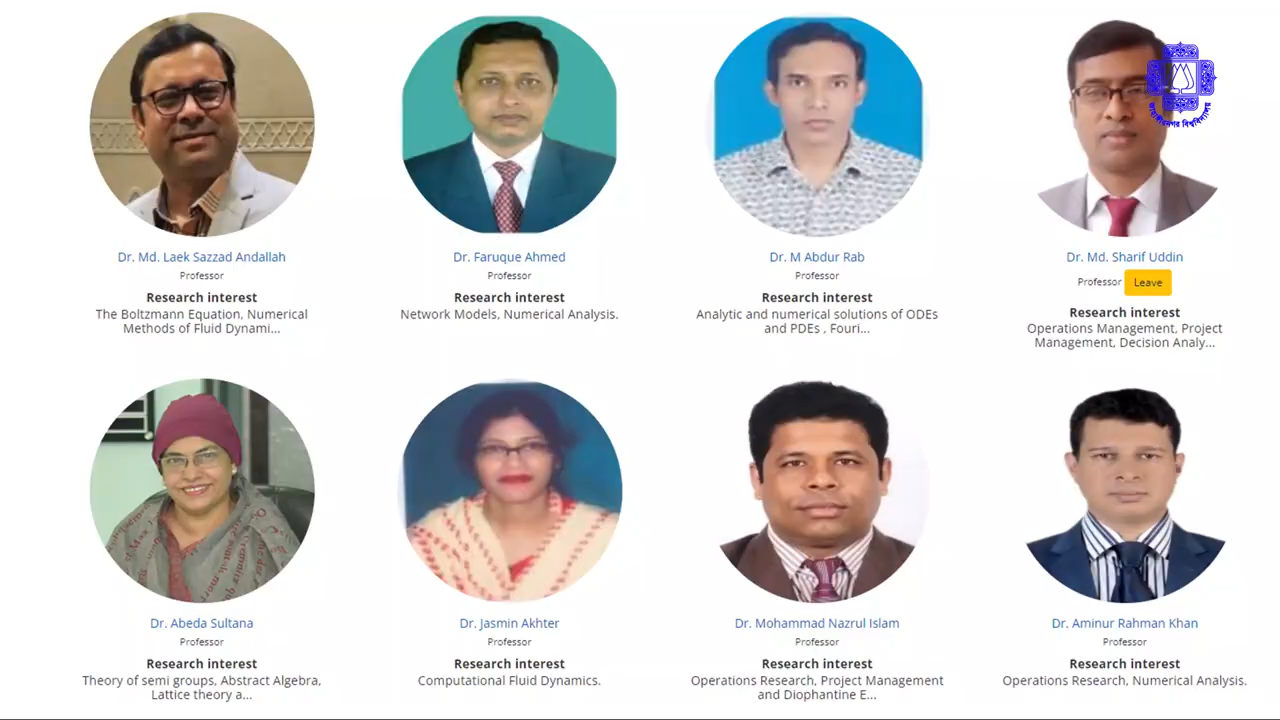 জাহাঙ্গীরনগর বিশ্ববিদ্যালয়
Dr. Md. Laek Sazzad Andallah
Professor
Research interest
The Boltzmann Equation, Numerical
Methods of Fluid Dynami...
Dr. Faruque Ahmed
Professor
Research interest
Network Models, Numerical Analysis.
Dr. M Abdur Rab
Professor
Research interest
Analytic and numerical solutions of ODEs
and PDEs , Fouri...
Dr. Md. Sharif Uddin
Professor Leave
Research interest
Operations Management, Project
Management, Decision Analy...
Dr. Abeda Sultana
Professor
Research interest
Theory of semi groups, Abstract Algebra,
Lattice theory a...
Dr. Jasmin Akhter
Professor
Research interest
Computational Fluid Dynamics.
Dr. Mohammad Nazrul Islam
Professor
Research interest
Operations Research, Project Management
and Diophantine E...
Dr. Aminur Rahman Khan
Professor
Research interest
Operations Research, Numerical Analysis.